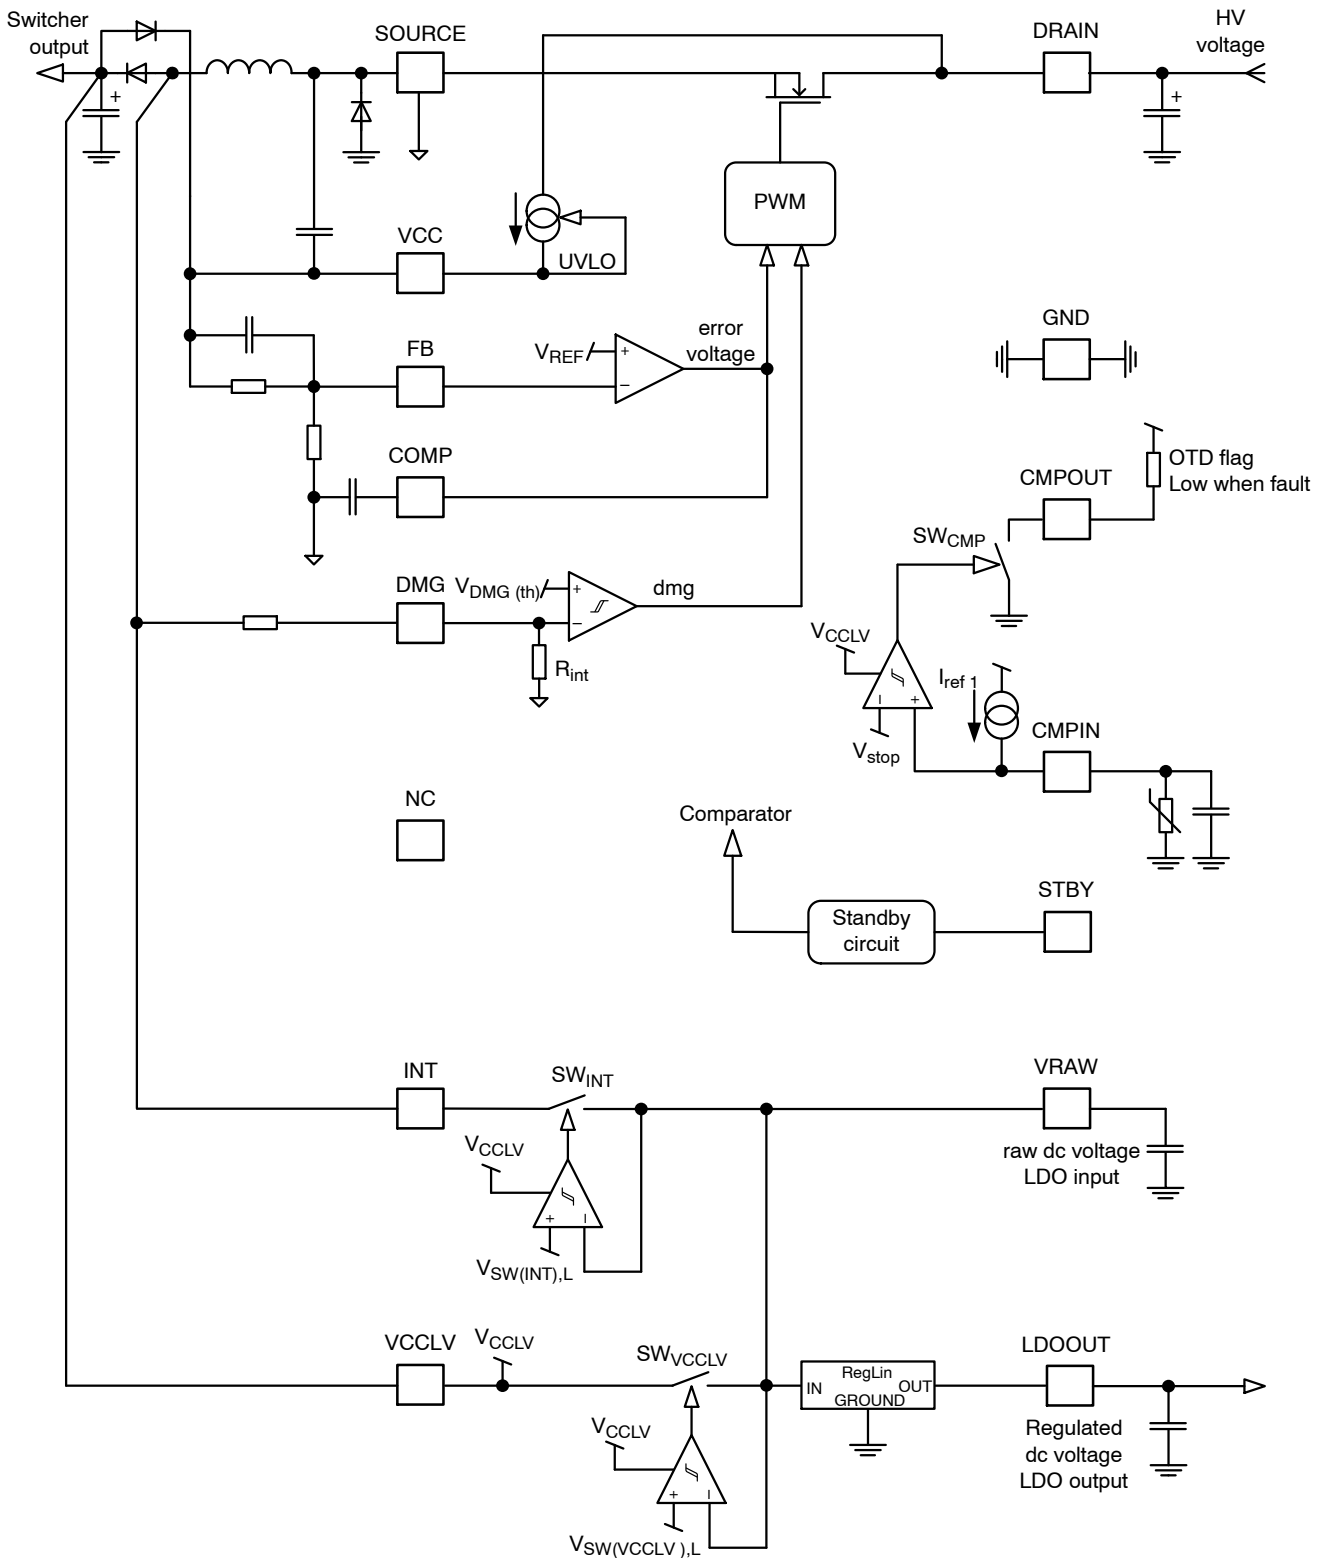 Switcher
output
SOURCE
DRAIN
HV
voltage
+
+
PWM
VCC
UVLO
GND
error
voltage
FB
VREF
+
–
COMP
OTD flag
Low when fault
CMPOUT
SWCMP
DMG
VDMG (th)
+
–
dmg
Rint
VCCLV
Iref 1
– +
Vstop
CMPIN
NC
Comparator
STBY
Standby
circuit
INT
SWINT
VRAW
VCCLV
raw dc voltage
LDO input
+ –
VSW(INT),L
VCCLV
VCCLV
SWVCCLV
LDOOUT
RegLin
IN
OUT
GROUND
VCCLV
Regulated
dc voltage
LDO output
+ –
VSW(VCCLV ),L